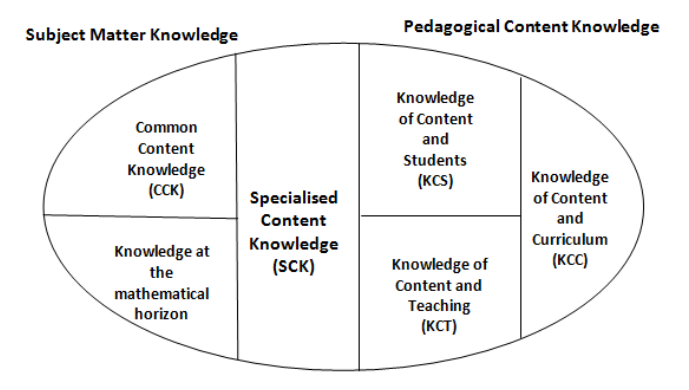 Subject Matter Knowledge
Pedagogical Content Knowledge
Common
Content
Knowledge
(CCK)
Knowledge at
the
mathematical
horizon
Specialised
Content
Knowledge
(SCK)
Knowledge
of Content
and
Students
(KCS)
Knowledge of
Content and
Teaching
(KCT)
Knowledge
of Content
and
Curriculum
(KCC)